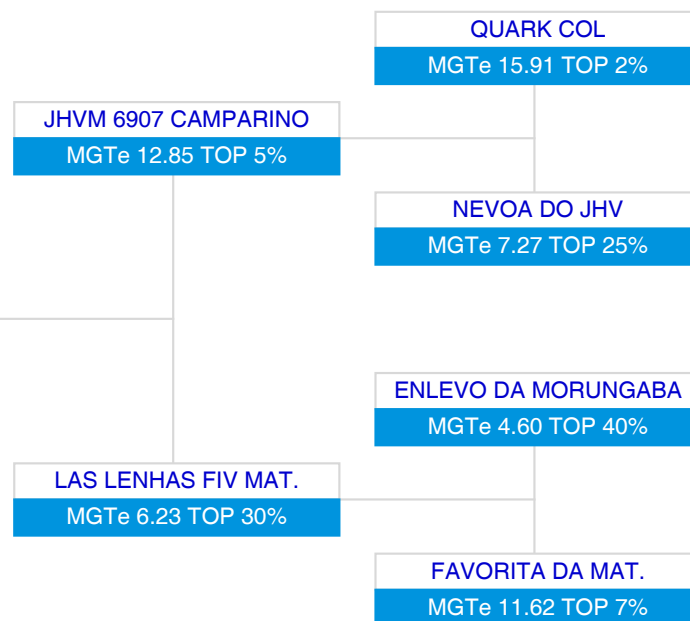 QUARK COL
MGTe 15.91 TOP 2%
JHVM 6907 CAMPARINO
MGTe 12.85 TOP 5%
NEVOA DO JHV
MGTe 7.27 TOP 25%
ENLEVO DA MORUNGABA
MGTe 4.60 TOP 40%
LAS LENHAS FIV MAT.
MGTe 6.23 TOP 30%
FAVORITA DA MAT.
MGTe 11.62 TOP 7%